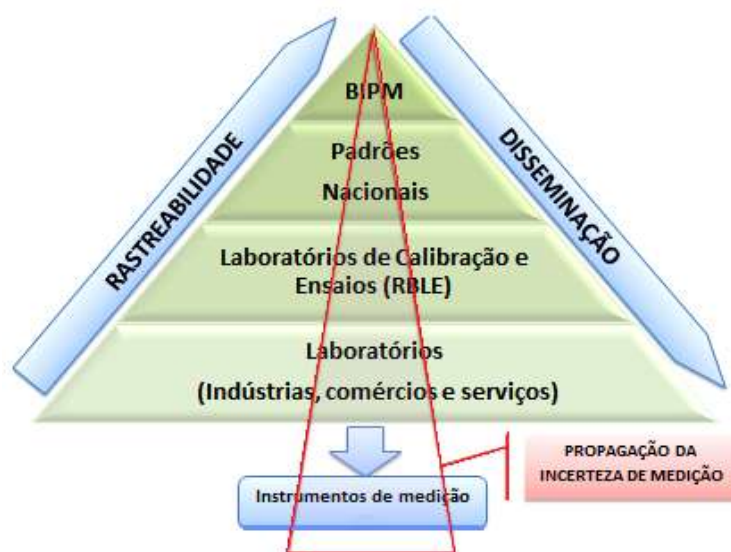 BIPM
RASTREABILIDADE
DISSEMINAÇÃO
Padrões
Nacionais
Laboratórios de Calibração e
Ensaios (RBLE)
Laboratórios
(Indústrias, comércios e serviços)
PROPAGAÇÃO DA
INCERTEZA DE MEDIÇÃO
Instrumentos de medição